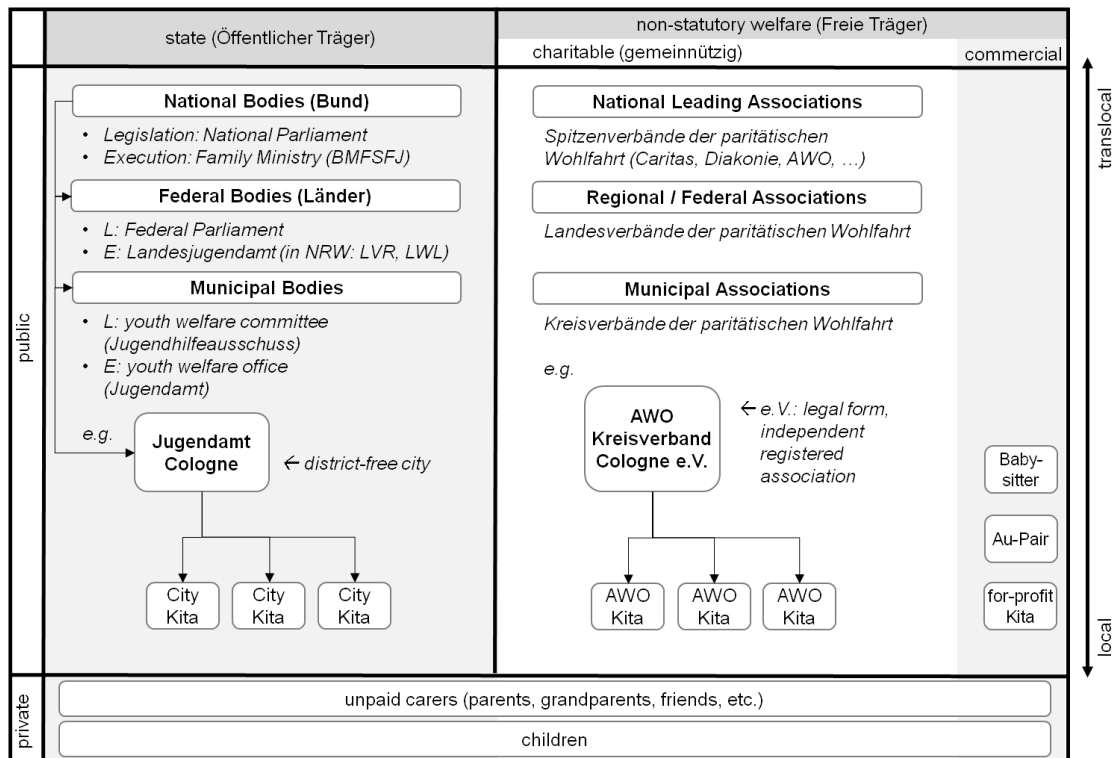 state (Öffentlicher Träger)
non-statutory welfare (Freie Träger)
charitable (gemeinnützig)
commercial
public
National Bodies (Bund)
• Legislation: National Parliament
• Execution: Family Ministry (BMFSFJ)
Federal Bodies (Länder)
• L: Federal Parliament
• E: Landesjugendamt (in NRW: LVR, LWL)
Municipal Bodies
• L: youth welfare committee
(Jugendhilfeausschuss)
• E: youth welfare office
(Jugendamt)
e.g.
Jugendamt
Cologne
← district-free city
City
Kita
City
Kita
City
Kita
National Leading Associations
Spitzenverbände der paritätischen
Wohlfahrt (Caritas, Diakonie, AWO, …)
Regional / Federal Associations
Landesverbände der paritätischen Wohlfahrt
Municipal Associations
Kreisverbände der paritätischen Wohlfahrt
e.g.
AWO
Kreisverband
Cologne e.V.
← e.V.: legal form,
independent
registered
association
AWO
Kita
AWO
Kita
AWO
Kita
Baby-
sitter
Au-Pair
for-profit
Kita
translocal
local
private
unpaid carers (parents, grandparents, friends, etc.)
children